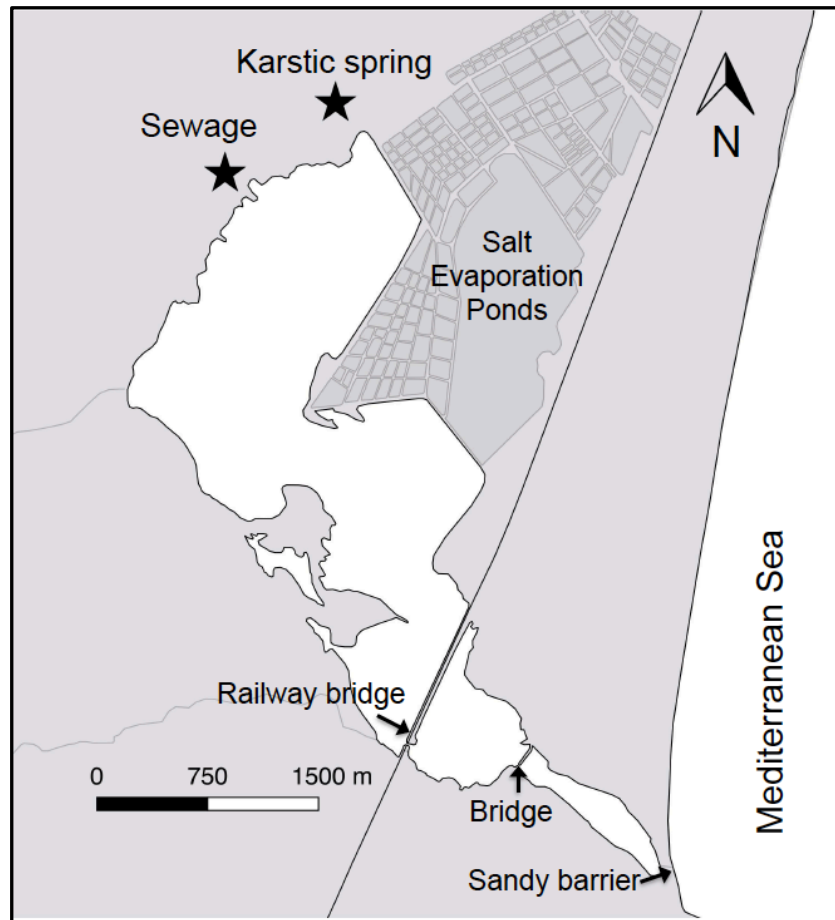 Karstic spring
Sewage
N
Salt
Evaporation
Ponds
Mediterranean Sea
Railway bridge
0 750 1500 m
Bridge
Sandy barrier